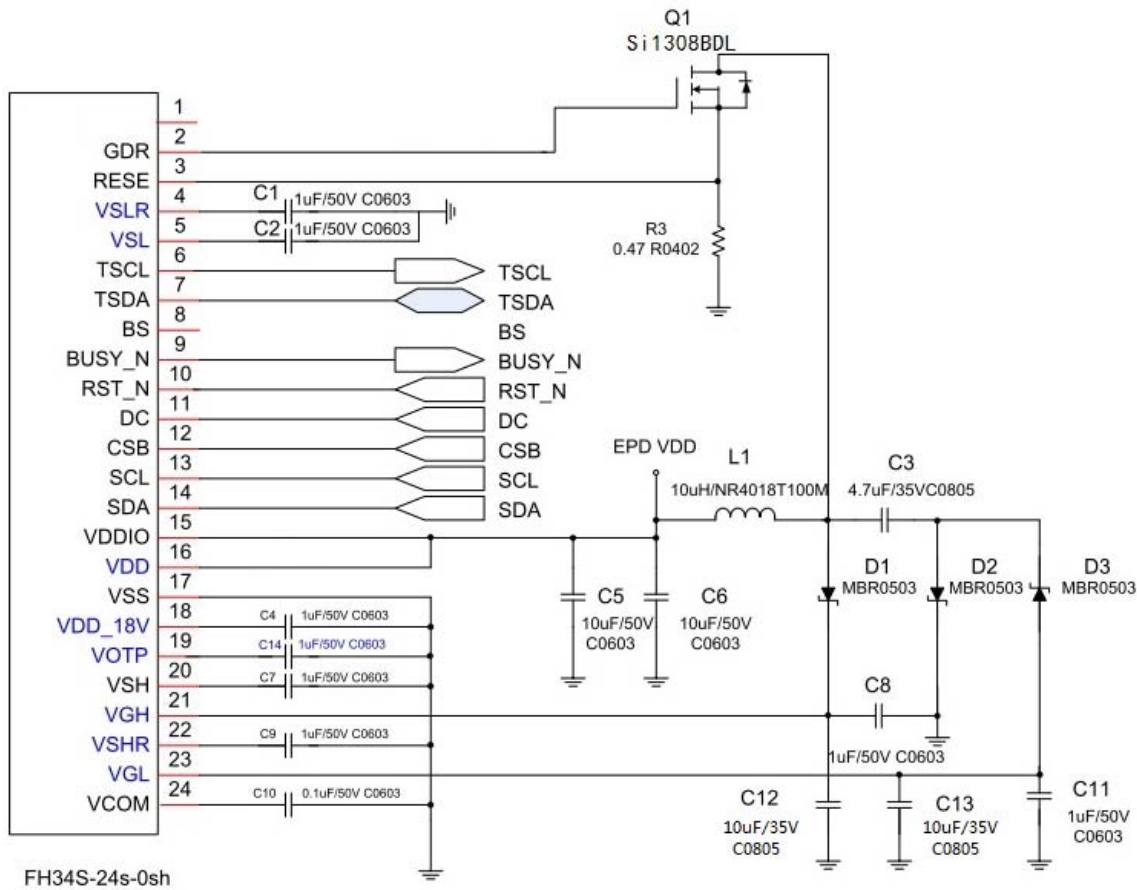 Q1
Si1308BDL
1
2
GDR
3
RESE
4
VSLR
C1
1uF/50V C0603
5
VSL
C2
1uF/50V C0603
6
TSCL
TSCL
7
TSDA
TSDA
8
BS
BS
9
BUSY_N
BUSY_N
10
RST_N
RST_N
11
DC
DC
12
CSB
CSB
13
SCL
SCL
14
SDA
SDA
15
VDDIO
16
VDD
17
VSS
18
VDD_18V
C4
1uF/50V C0603
19
VOTP
C14
1uF/50V C0603
20
VSH
C7
1uF/50V C0603
21
VGH
22
VSHR
C9
1uF/50V C0603
23
VGL
24
VCOM
C10
0.1uF/50V C0603
FH34S-24s-0sh
R3
0.47 R0402
EPD VDD
L1
10uH/NR4018T100M
C3
4.7uF/35VC0805
C5
10uF/50V
C0603
C6
10uF/50V
C0603
D1
MBR0503
D2
MBR0503
D3
MBR0503
C8
1uF/50V C0603
C12
10uF/35V
C0805
C13
10uF/35V
C0805
C11
1uF/50V
C0603